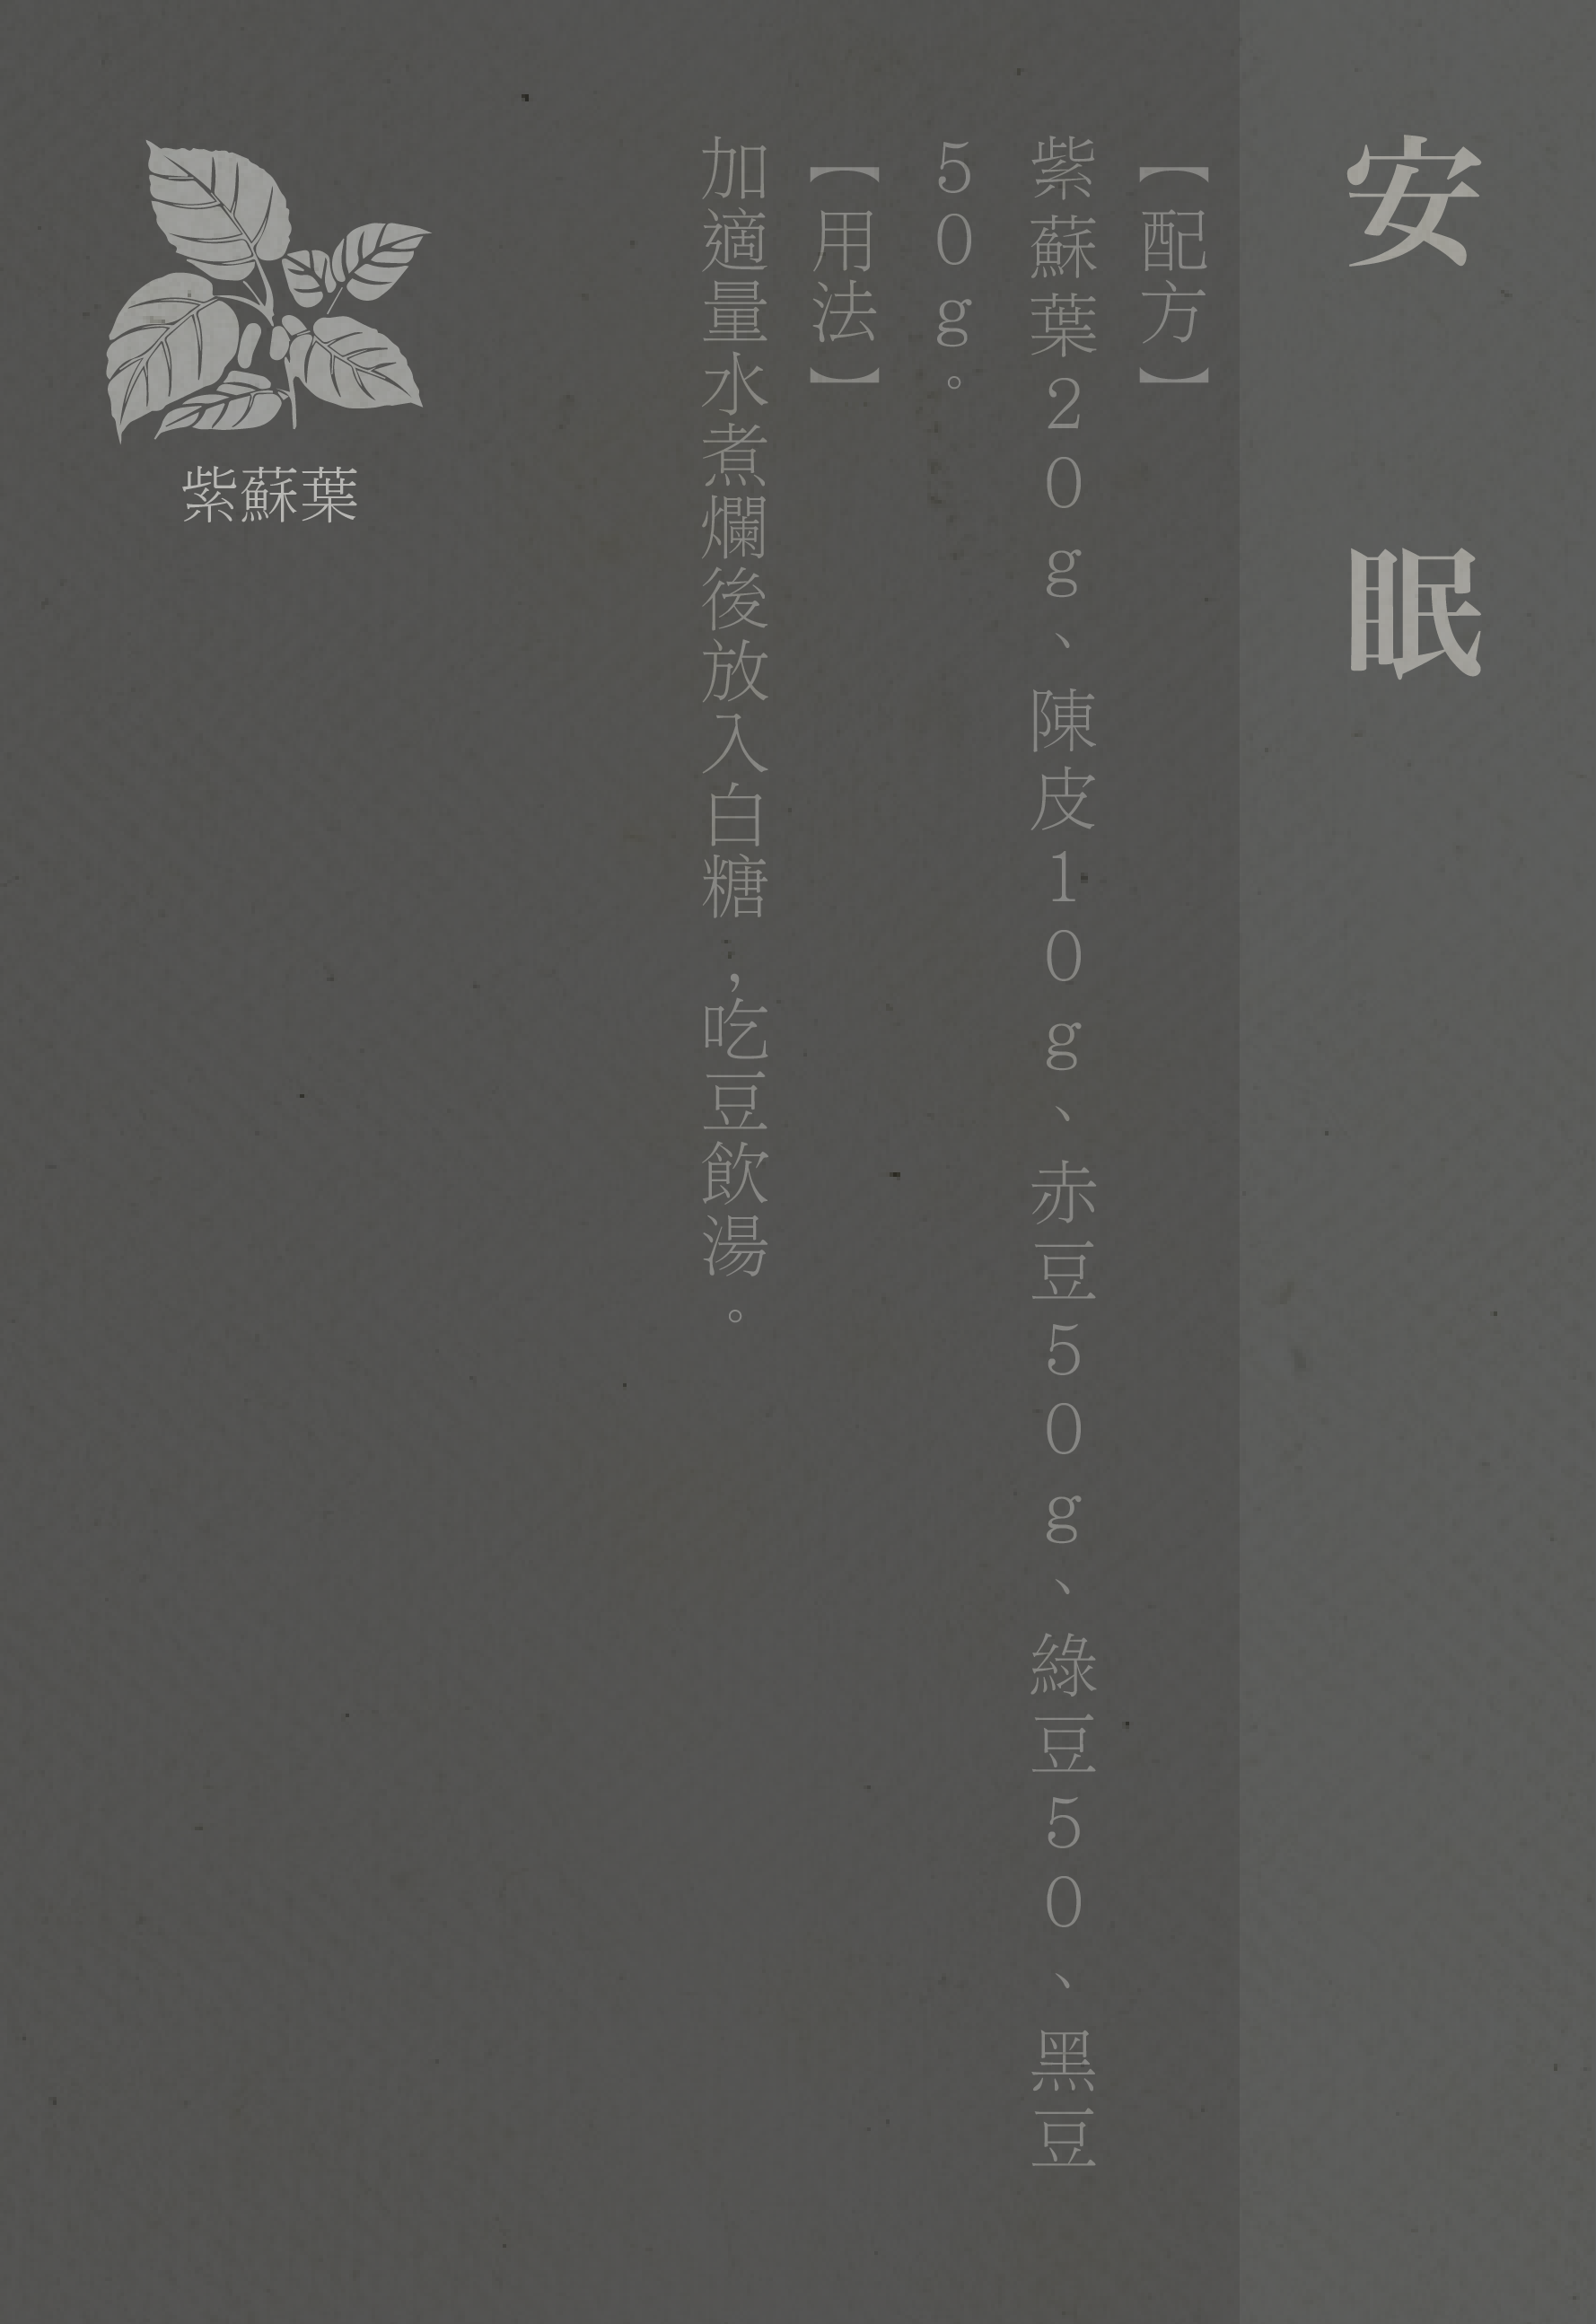 安眠
【配方】
紫蘇葉20g、陳皮10g、赤豆50g、綠豆50、黑豆
50g。
【用法】
加適量水煮爛後放入白糖，吃豆飲湯。
紫蘇葉